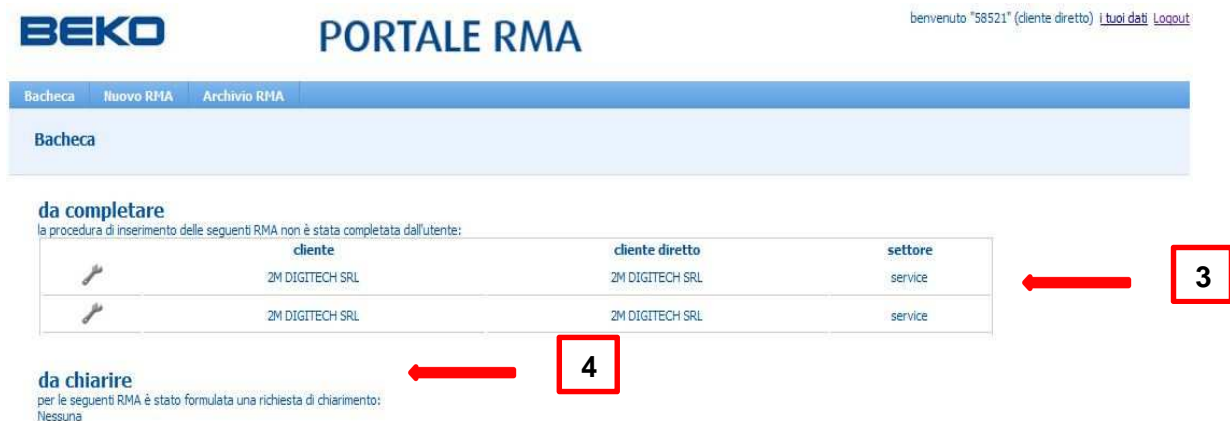 BEKO
PORTALE RMA
benvenuto "58521" (cliente diretto) i tuoi dati Logout
Bacheca Nuovo RMA Archivio RMA
Bacheca
da completare
la procedura di inserimento delle seguenti RMA non è stata completata dall'utente:
cliente cliente diretto settore
2M DIGITECH SRL 2M DIGITECH SRL service
2M DIGITECH SRL 2M DIGITECH SRL service
3
4
da chiarire
per le seguenti RMA è stato formulata una richiesta di chiarimento:
Nessuna